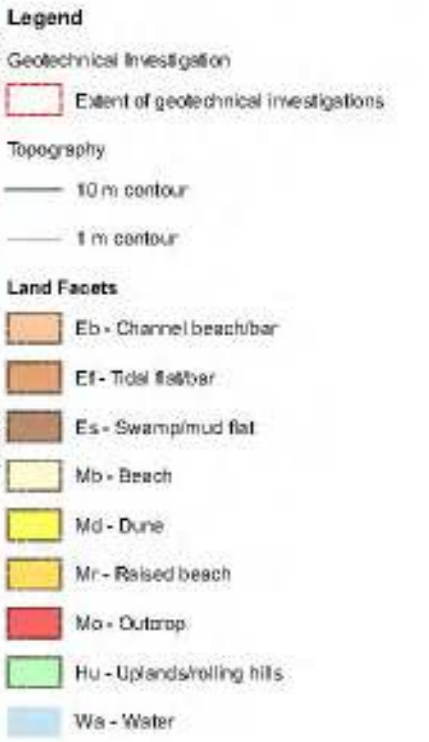 Legend
Geotechnical Investigation
Extent of geotechnical investigations
Topography
10 m contour
1 m contour
Land Facets
Eb - Channel beach/bar
Ef - Tidal flat/bar
Es - Swamp/mud flat
Mb - Beach
Md - Dune
Mr - Raised beach
Mo - Outcrop
Hu - Uplands/rolling hills
Wa - Water